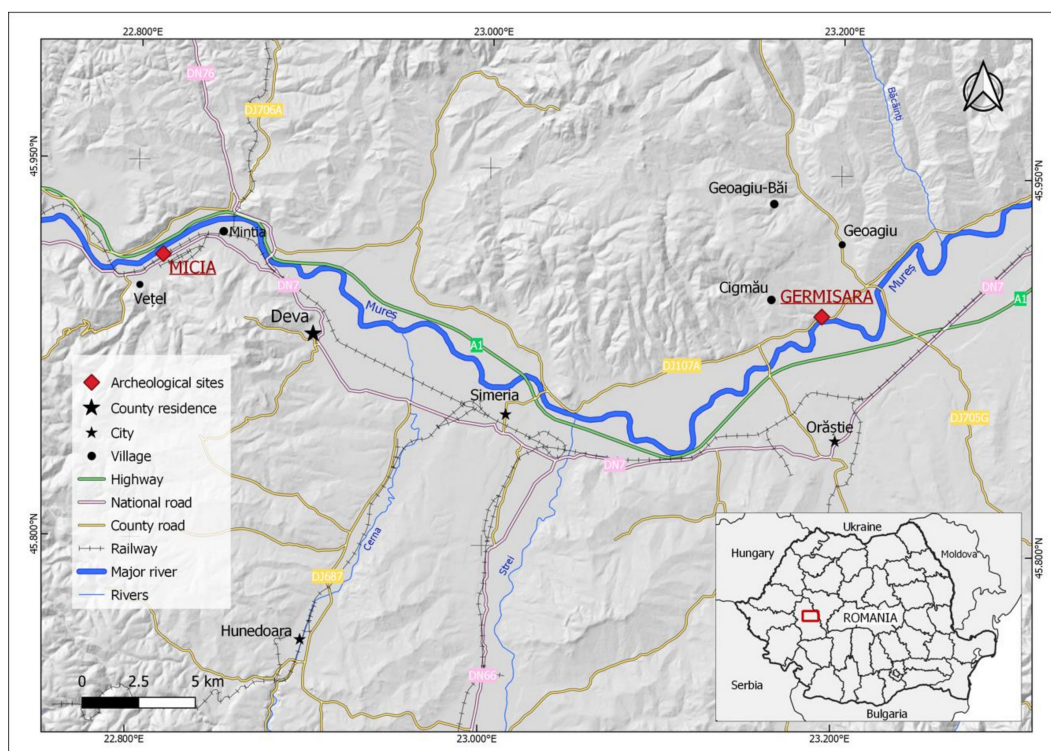 22.800°E
23.000°E
23.200°E
45.950°N
45.950°N
45.800°N
45.800°N
22.800°E
23.000°E
23.200°E
DN76
DJ706A
Băcăinți
Geoagiu-Băi
Mintia
Geoagiu
MICIA
DN7
Mureș
DN7
Vețel
Mureș
Cigmău
GERMISARA
A1
Deva
A1
DJ107A
Simeria
DJ705G
Orăștie
DN7
Cerna
Strei
DJ687
Hunedoara
DN66
Archeological sites
County residence
City
Village
Highway
National road
County road
Railway
Major river
Rivers
0 2.5 5 km
Ukraine
Hungary
Moldova
ROMANIA
Serbia
Bulgaria